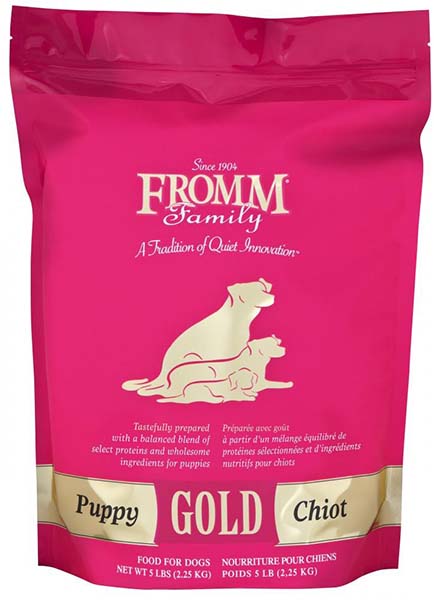 Since 1904
FROMM®
Family
A Tradition of Quiet Innovation™
Tastefully prepared
with a balanced blend of
select proteins and wholesome
ingredients for puppies
Préparée avec goût
à partir d'un mélange équilibré de
protéines sélectionnées et d'ingrédients
nutritifs pour chiots
Puppy
GOLD
Chiot
FOOD FOR DOGS
NET WT 5 LBS (2.25 KG)
NOURRITURE POUR CHIENS
POIDS 5 LB (2,25 KG)